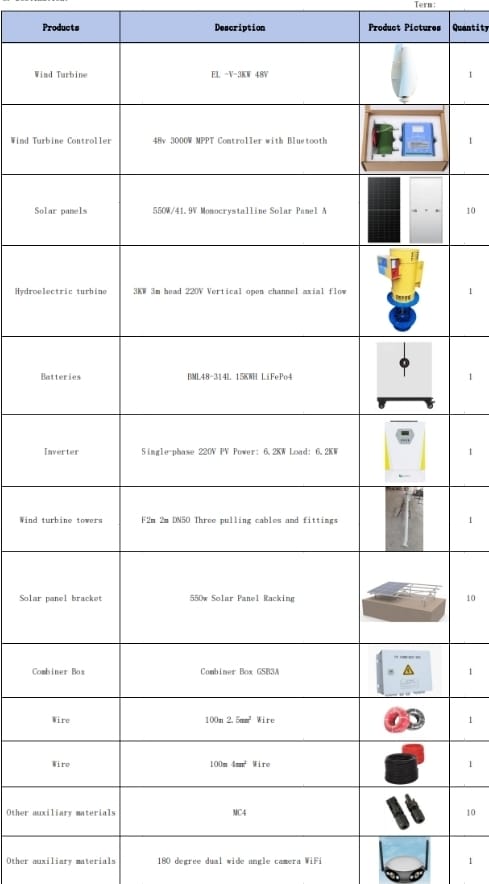 Term:
Products Description Product Pictures Quantity
Wind Turbine EL -V-3KW 48V 1
Wind Turbine Controller 48v 3000W MPPT Controller with Bluetooth 1
Solar panels 550W/41.9V Monocrystalline Solar Panel A 10
Hydroelectric turbine 3KW 3m head 220V Vertical open channel axial flow 1
Batteries BML48-314L 15KWH LiFePo4 1
Inverter Single-phase 220V PV Power: 6.2KW Load: 6.2KW 1
Wind turbine towers F2m 2m DN50 Three pulling cables and fittings 1
Solar panel bracket 550w Solar Panel Racking 10
Combiner Box Combiner Box GSB3A 1
Wire 100m 2.5mm² Wire 1
Wire 100m 4mm² Wire 1
Other auxiliary materials MC4 10
Other auxiliary materials 180 degree dual wide angle camera WiFi 1